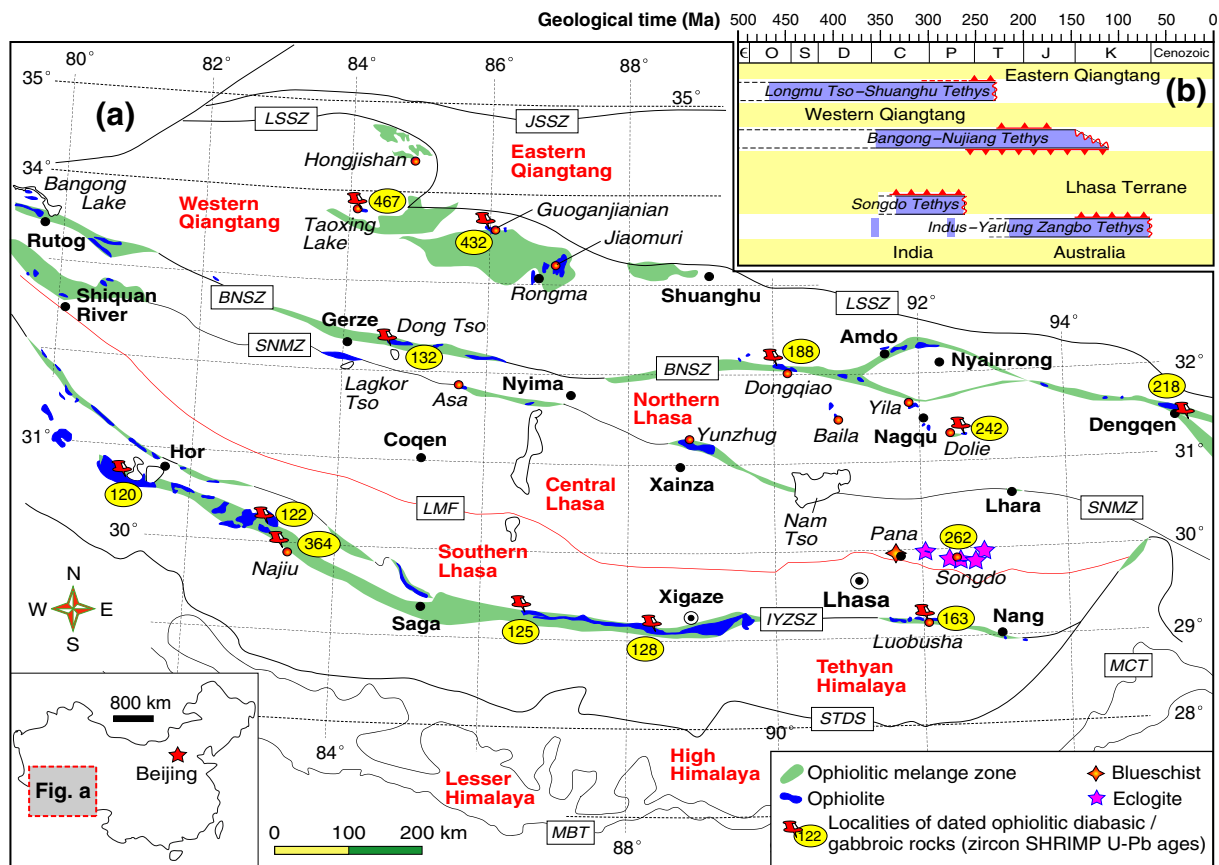 Geological time (Ma) 500 450 400 350 300 250 200 150 100 50 0
Є O S D C P T J K Cenozoic
(b)
Eastern Qiangtang
Longmu Tso–Shuanghu Tethys
Western Qiangtang
Bangong–Nujiang Tethys
Lhasa Terrane
Songdo Tethys
Indus–Yarlung Zangbo Tethys
India Australia
(a)
80° 82° 84° 86° 88°
35° 35°
34°
LSSZ JSSZ
Hongjishan
Eastern
Qiangtang
Bangong
Lake
Western
Qiangtang
467
Taoxing
Lake
Guoganjianian
432
Jiaomuri
Rutog
Rongma
Shuanghu
Shiquan
River
BNSZ
LSSZ
92°
94°
Gerze
Dong Tso
132
SNMZ
Lagkor
Tso
Asa
Nyima
BNSZ
188
Dongqiao
Amdo
Nyainrong
32°
218
Dengqen
Northern
Lhasa
Yila
Baila
Nagqu
242
Dolie
31°
31°
Hor
Coqen
Yunzhug
Xainza
Central
Lhasa
Nam
Tso
Lhara
SNMZ
120
LMF
122
30°
30°
364
Najiu
Southern
Lhasa
Pana
262
Songdo
N
W E
S
Saga
125
128
Xigaze
IYZSZ
Lhasa
163
Luobusha
Nang
29°
Tethyan
Himalaya
MCT
STDS
28°
82°
84°
90°
88°
High
Himalaya
Lesser
Himalaya
MBT
800 km
Beijing
Fig. a
0 100 200 km
Ophiolitic melange zone
Blueschist
Ophiolite
Eclogite
122
Localities of dated ophiolitic diabasic /
gabbroic rocks (zircon SHRIMP U-Pb ages)